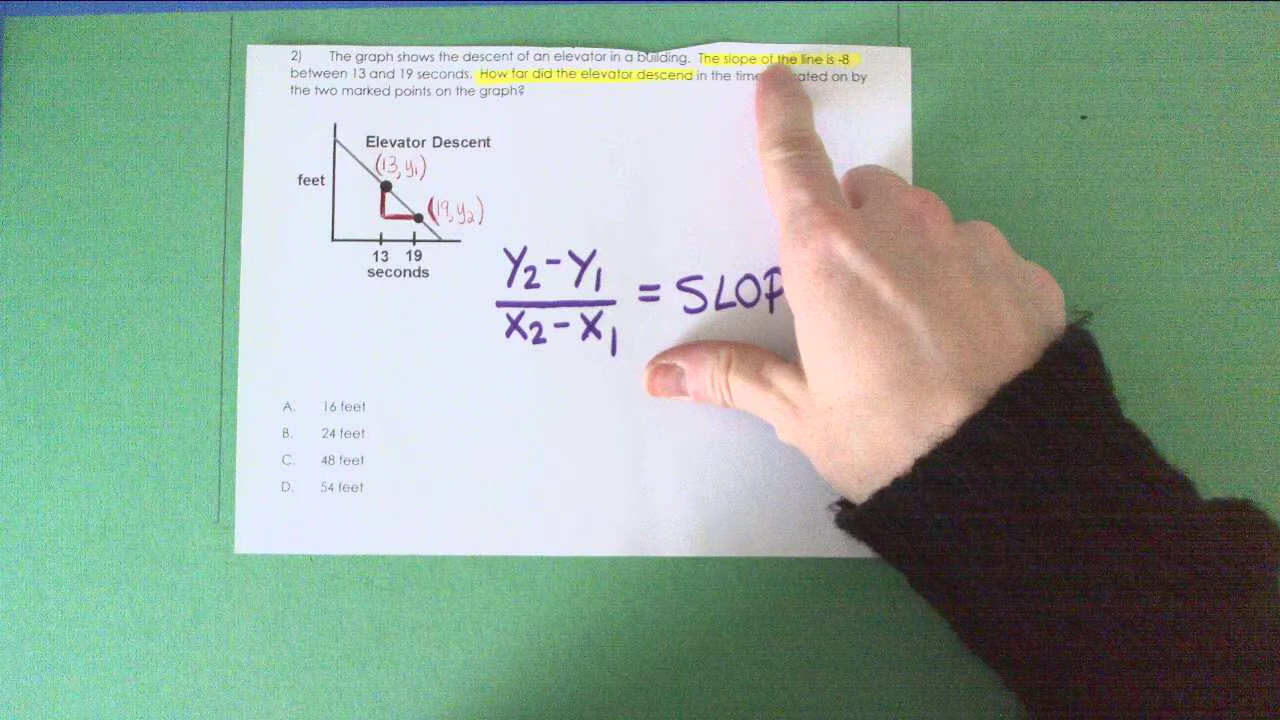 2) The graph shows the descent of an elevator in a building. The slope of the line is -8
between 13 and 19 seconds. How far did the elevator descend in the time on by
the two marked points on the graph?
Elevator Descent
(13, y1)
feet
(19, y2)
13 19
seconds
Y2 - Y1
X2 - X1
= SLOP
A. 16 feet
B. 24 feet
C. 48 feet
D. 54 feet